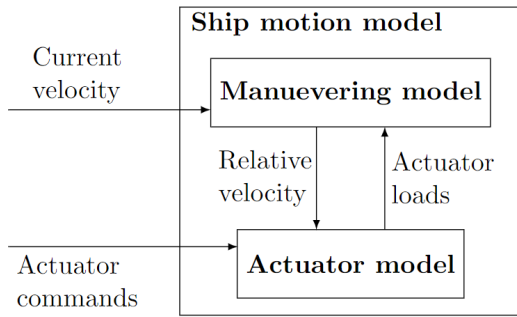 Ship motion model
Current
velocity
Manuevering model
Relative
velocity
Actuator
loads
Actuator model
Actuator
commands